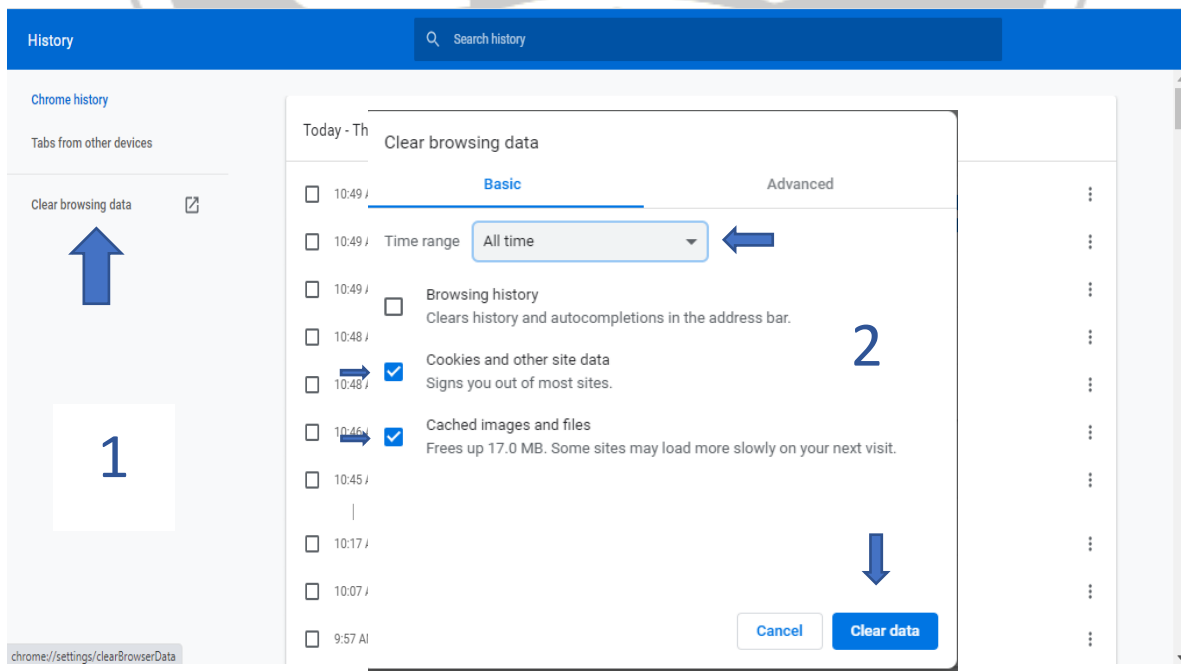 History
Search history
Chrome history
Tabs from other devices
Clear browsing data
1
Today - Th
10:49 A
10:49 A
10:49 A
10:48 A
10:48 A
10:46
10:45 A
10:17 A
10:07 A
9:57 AM
Clear browsing data
Basic Advanced
Time range All time
Browsing history
Clears history and autocompletions in the address bar.
2
Cookies and other site data
Signs you out of most sites.
Cached images and files
Frees up 17.0 MB. Some sites may load more slowly on your next visit.
Cancel Clear data
chrome://settings/clearBrowserData